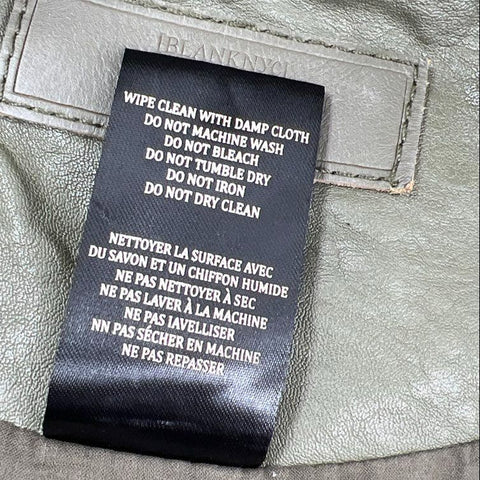 [BLANKNYC]
WIPE CLEAN WITH DAMP CLOTH
DO NOT MACHINE WASH
DO NOT BLEACH
DO NOT TUMBLE DRY
DO NOT IRON
DO NOT DRY CLEAN
NETTOYER LA SURFACE AVEC
DU SAVON ET UN CHIFFON HUMIDE
NE PAS NETTOYER À SEC
NE PAS LAVER À LA MACHINE
NE PAS JAVELLISER
NN PAS SÉCHER EN MACHINE
NE PAS REPASSER